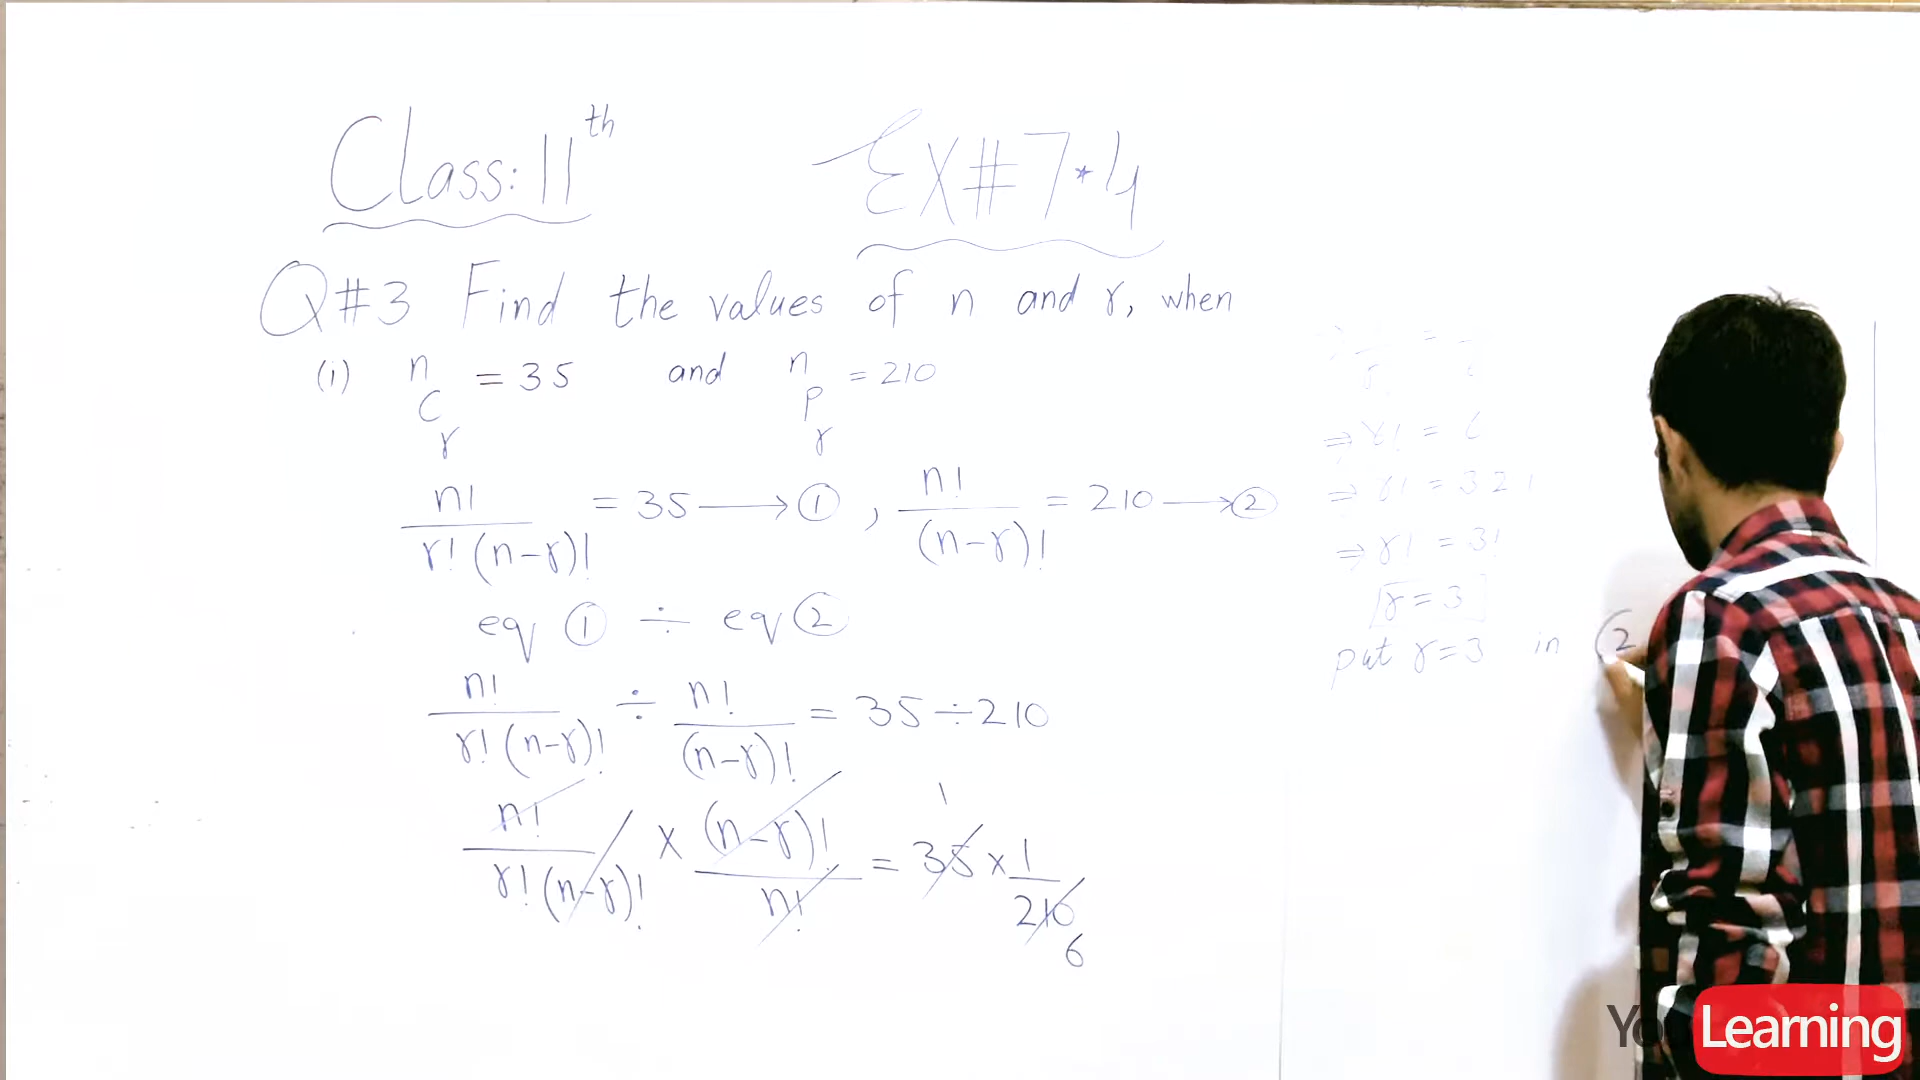 Class: 11th
EX#7.4
Q#3 Find the values of n and r, when
(i) nCr = 35 and nPr = 210
n! / r!(n-r)! = 35 → ① , n! / (n-r)! = 210 → ②
eq ① ÷ eq ②
n! / r!(n-r)! ÷ n! / (n-r)! = 35 ÷ 210
n! / r!(n-r)! × (n-r)! / n! = 35 × 1 / 210
1
6
⇒ r! = 6
⇒ r! = 3 2 1
⇒ r! = 3!
r = 3
put r=3 in 2
Learning